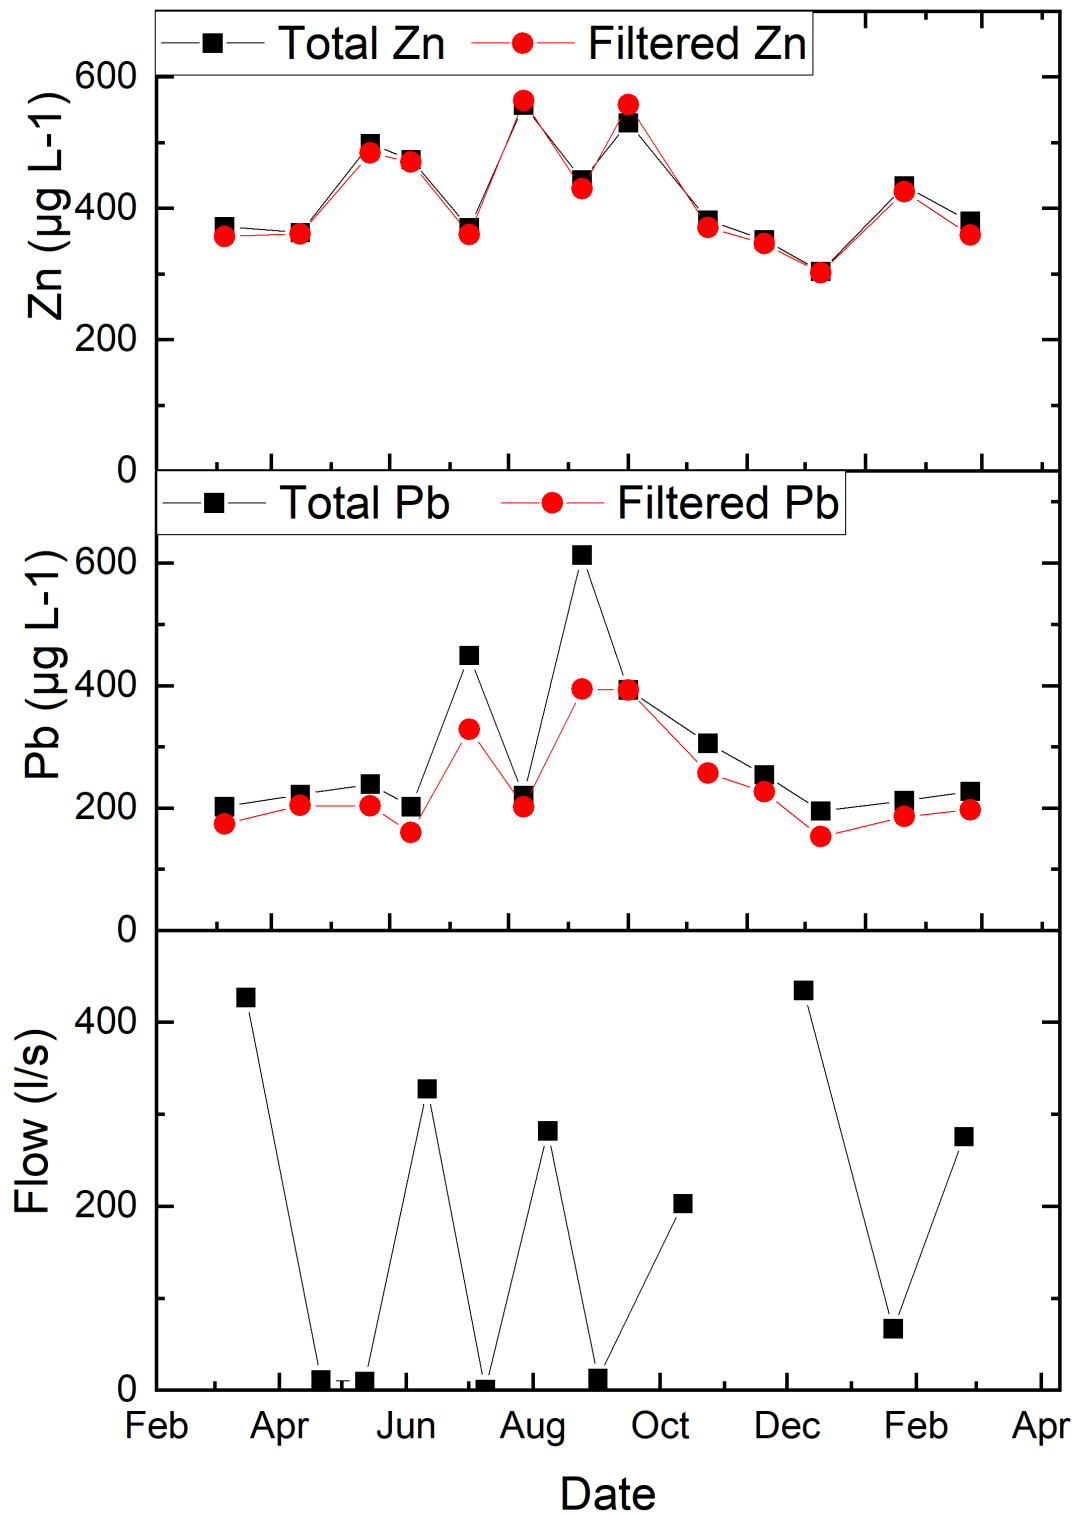 Total Zn Filtered Zn
600
400
200
0
Zn (µg L-1)
Total Pb Filtered Pb
600
400
200
0
Pb (µg L-1)
400
200
0
Flow (l/s)
Feb Apr Jun Aug Oct Dec Feb Apr
Date